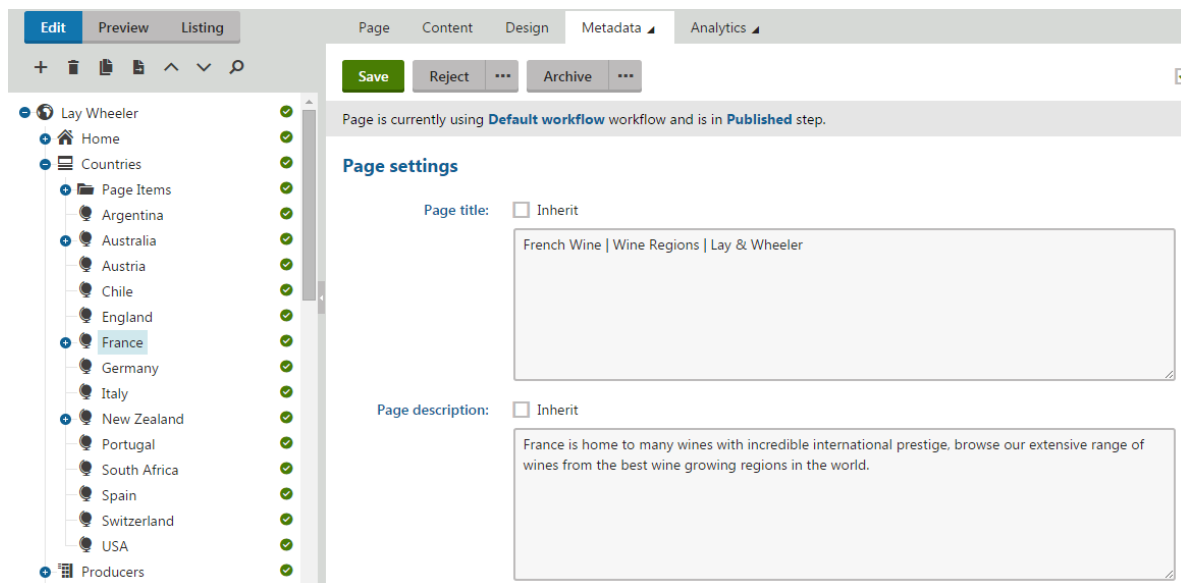 Edit Preview Listing
Page Content Design Metadata Analytics
Save Reject ••• Archive •••
Page is currently using Default workflow workflow and is in Published step.
Lay Wheeler
Home
Countries
Page Items
Argentina
Australia
Austria
Chile
England
France
Germany
Italy
New Zealand
Portugal
South Africa
Spain
Switzerland
USA
Producers
Page settings
Page title: Inherit
French Wine | Wine Regions | Lay & Wheeler
Page description: Inherit
France is home to many wines with incredible international prestige, browse our extensive range of
wines from the best wine growing regions in the world.